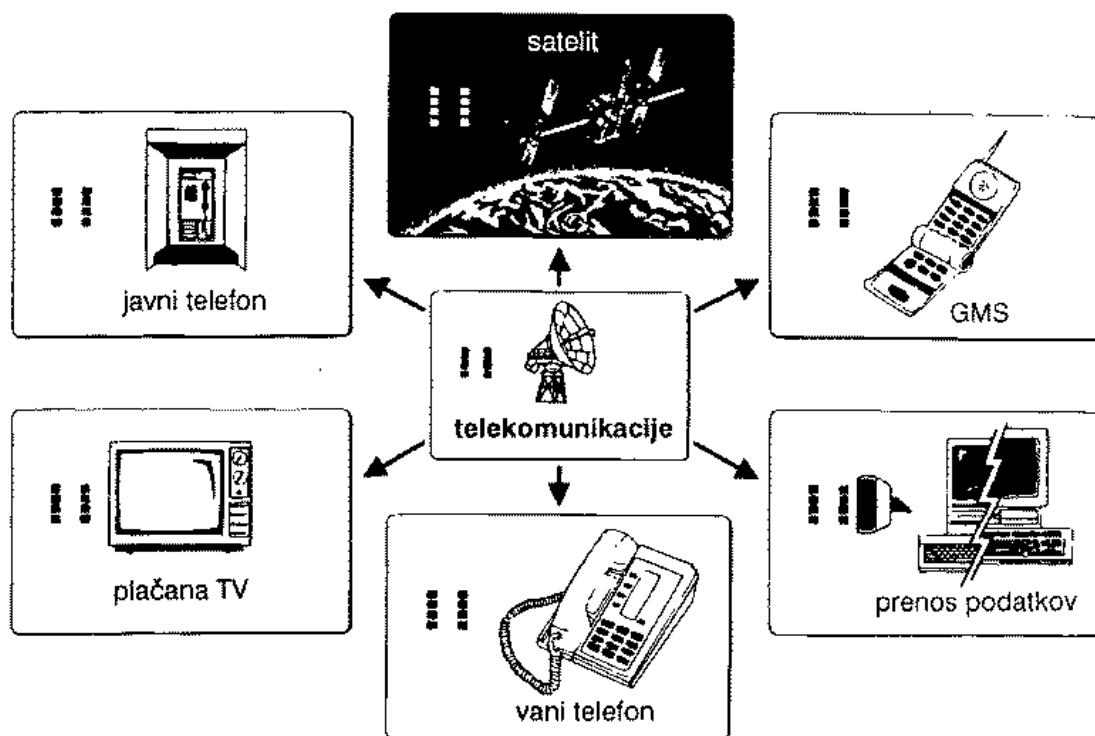 satelit
javni telefon
GMS
telekomunikacije
plačana TV
prenos podatkov
vani telefon